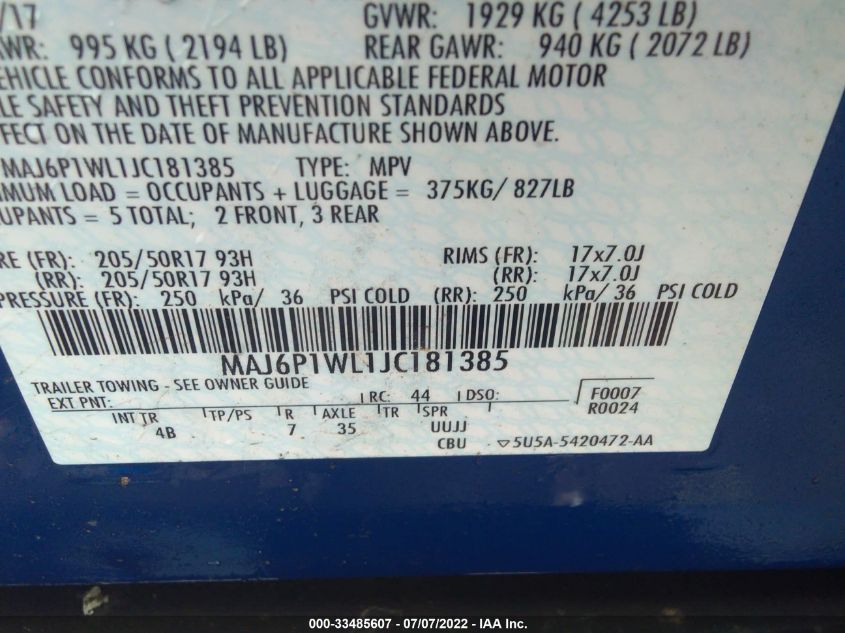 /17 GVWR: 1929 KG ( 4253 LB)
AWR: 995 KG ( 2194 LB) REAR GAWR: 940 KG ( 2072 LB)
EHICLE CONFORMS TO ALL APPLICABLE FEDERAL MOTOR
LE SAFETY AND THEFT PREVENTION STANDARDS
FECT ON THE DATE OF MANUFACTURE SHOWN ABOVE.
MAJ6P1WL1JC181385 TYPE: MPV
MUM LOAD = OCCUPANTS + LUGGAGE = 375KG/ 827LB
UPANTS = 5 TOTAL; 2 FRONT, 3 REAR
RE (FR): 205/50R17 93H RIMS (FR): 17x7.0J
(RR): 205/50R17 93H (RR): 17x7.0J
PRESSURE (FR): 250 kPa/ 36 PSI COLD (RR): 250 kPa/ 36 PSI COLD
MAJ6P1WL1JC181385
TRAILER TOWING - SEE OWNER GUIDE
EXT PNT: RC: 44 DSO: F0007
R0024
INT TR TP/PS R AXLE TR SPR
4B 7 35 UUJJ
CBU ▽5U5A-5420472-AA
000-33485607 / 07/07/2022 - IAA Inc.